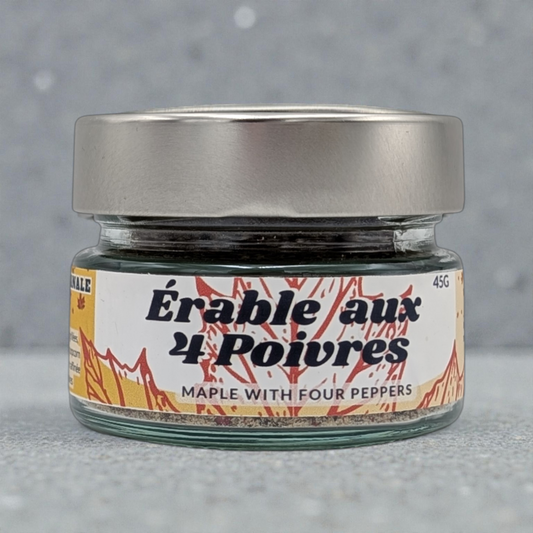 45G
Érable aux
4 Poivres
MAPLE WITH FOUR PEPPERS